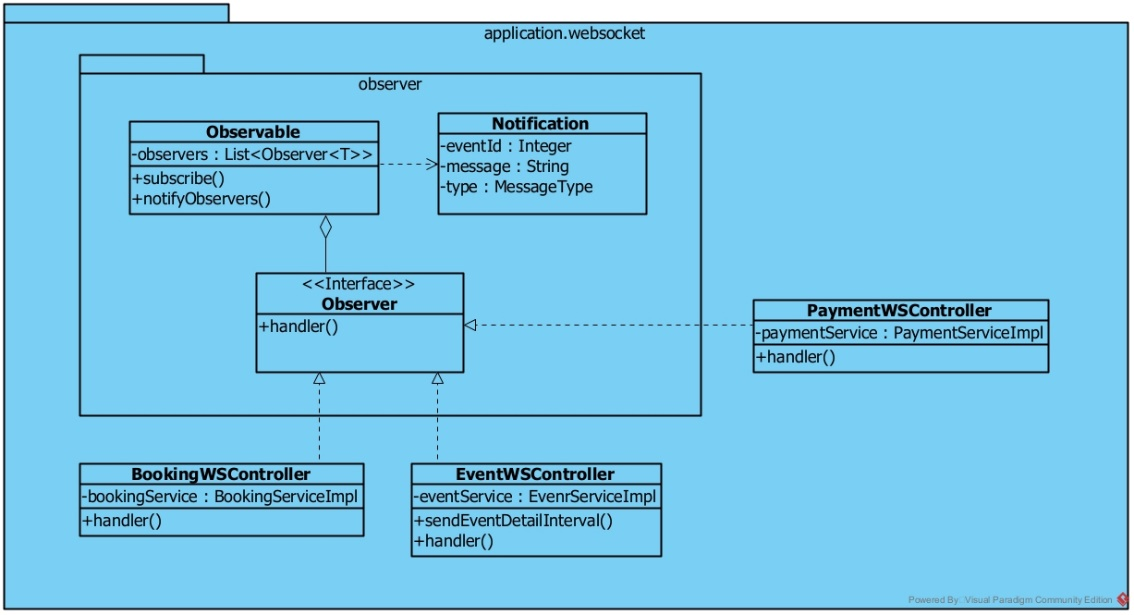 application.websocket
observer
Observable
-observers : List<Observer<T>>
+subscribe()
+notifyObservers()
Notification
-eventId : Integer
-message : String
-type : MessageType
<<Interface>>
Observer
+handler()
PaymentWSController
-paymentService : PaymentServiceImpl
+handler()
BookingWSController
-bookingService : BookingServiceImpl
+handler()
EventWSController
-eventService : EvenrServiceImpl
+sendEventDetailInterval()
+handler()
Powered By: Visual Paradigm Community Edition